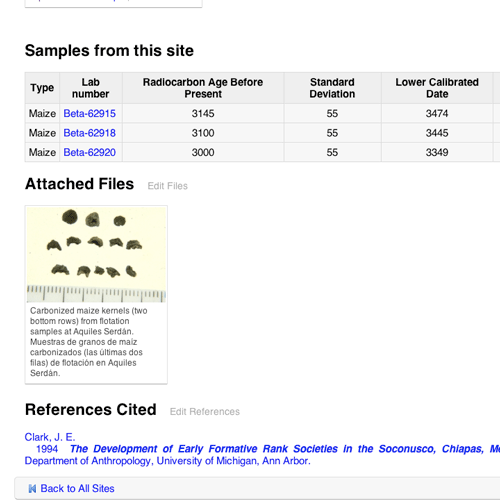 Samples from this site
Type Lab number Radiocarbon Age Before Present Standard Deviation Lower Calibrated Date
Maize Beta-62915 3145 55 3474
Maize Beta-62918 3100 55 3445
Maize Beta-62920 3000 55 3349
Attached Files Edit Files
Carbonized maize kernels (two
bottom rows) from flotation
samples at Aquiles Serdán.
Muestras de granos de maíz
carbonizados (las últimas dos
filas) de flotación en Aquiles
Serdán.
References Cited Edit References
Clark, J. E.
1994 The Development of Early Formative Rank Societies in the Soconusco, Chiapas,
Department of Anthropology, University of Michigan, Ann Arbor.
Back to All Sites